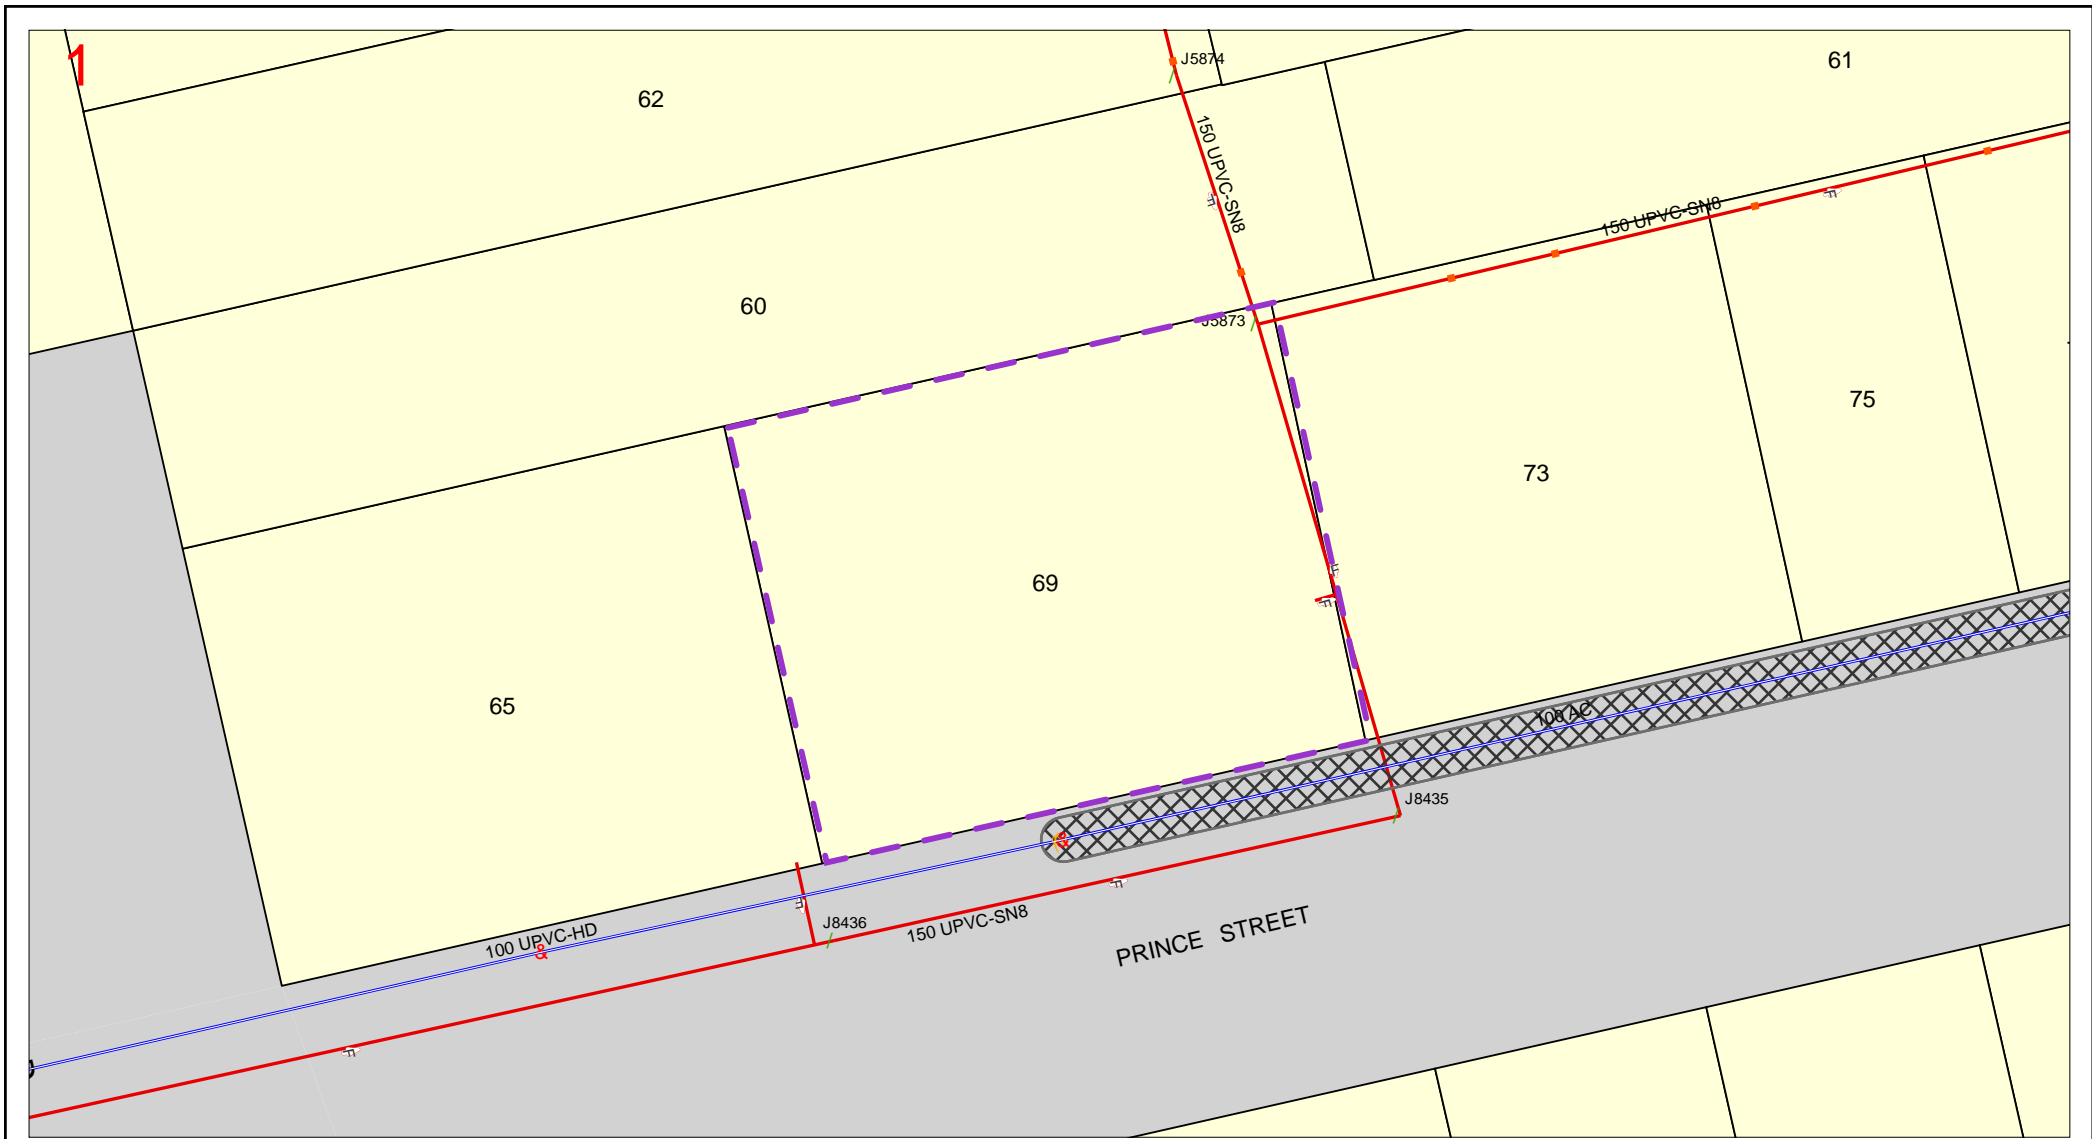 1
J5874
61
62
150 UPVC-SN8
150 UPVC-SN8
60
J5873
75
73
69
65
100 AC
J8435
J8436
150 UPVC-SN8
100 UPVC-HD
&
&
PRINCE STREET